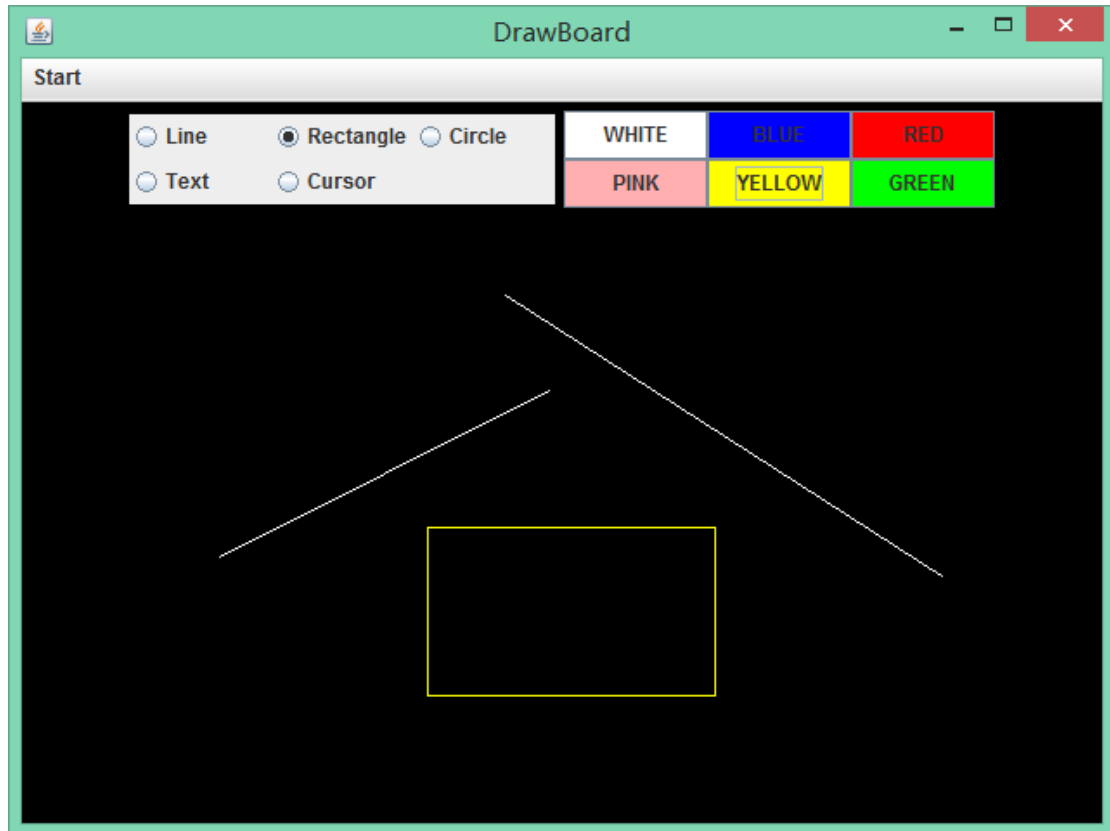 DrawBoard
Start
Line Rectangle Circle WHITE BLUE RED
Text Cursor PINK YELLOW GREEN